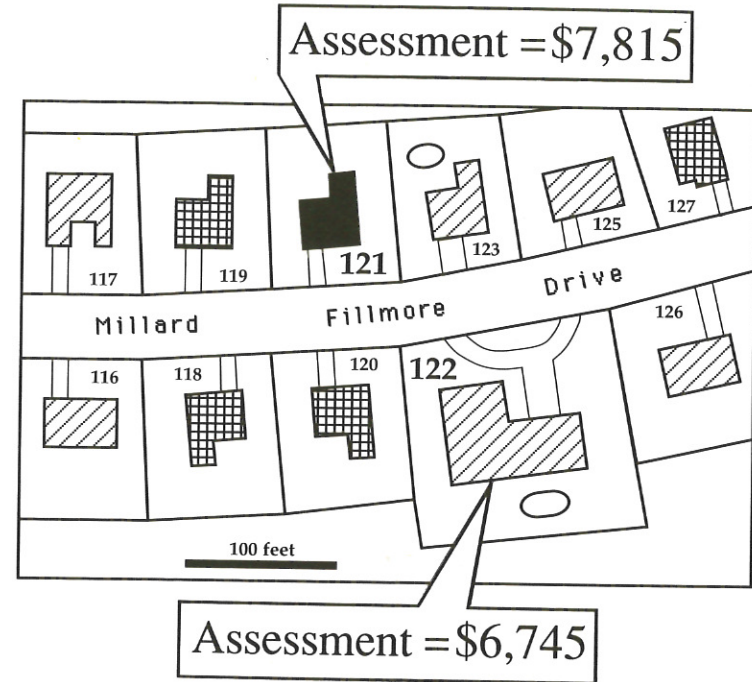 Assessment = $7,815
127
125
123
121
119
117
Millard Fillmore Drive
126
116
118
120
122
100 feet
Assessment = $6,745